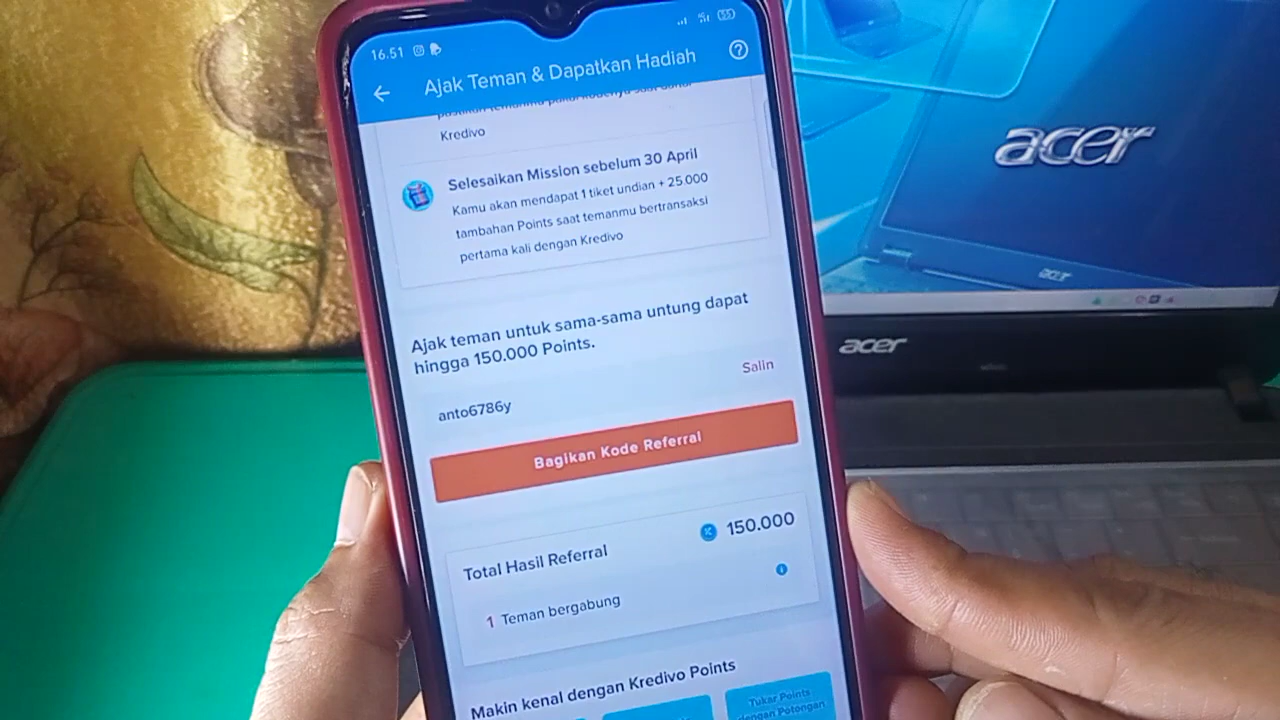 16.51
Ajak Teman & Dapatkan Hadiah
Kredivo
Selesaikan Mission sebelum 30 April
Kamu akan mendapat 1 tiket undian + 25.000
tambahan Points saat temanmu bertransaksi
pertama kali dengan Kredivo
Ajak teman untuk sama-sama untung dapat
hingga 150.000 Points.
Salin
anto6786y
Bagikan Kode Referral
150.000
Total Hasil Referral
1 Teman bergabung
Makin kenal dengan Kredivo Points
Tukar Points
dengan Potongan
acer
acer
acer